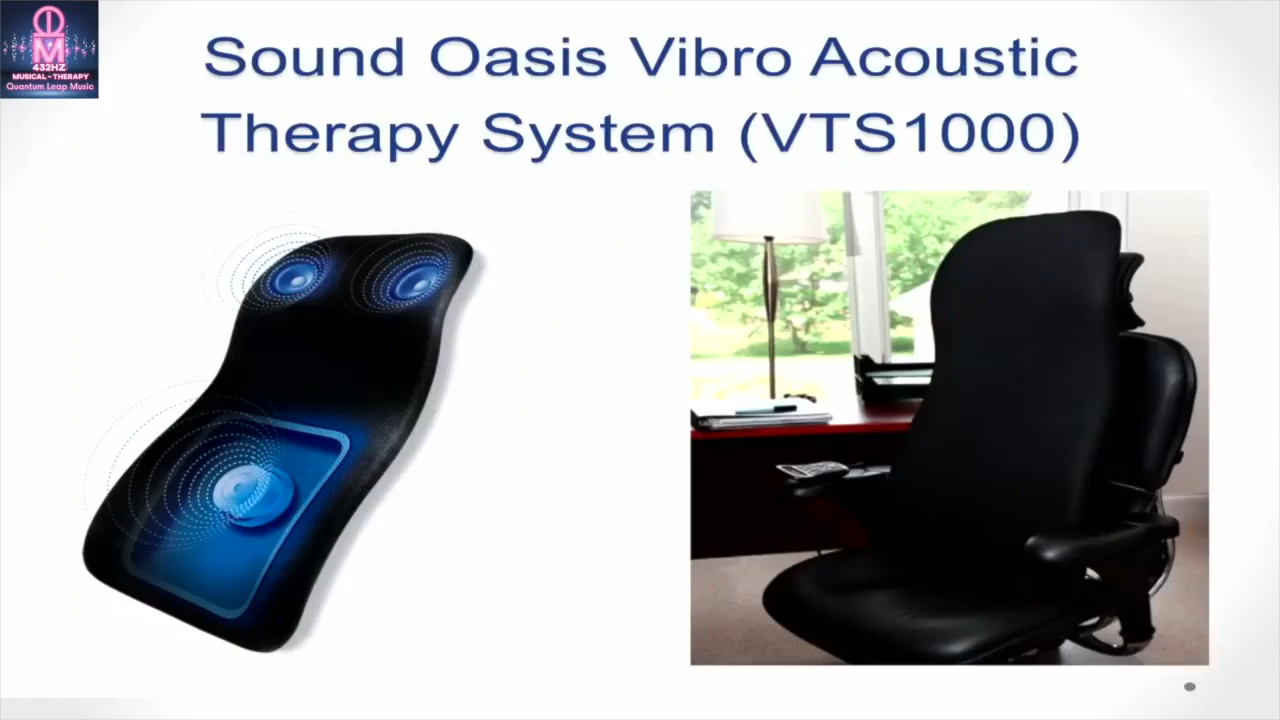 432HZ
MUSICAL - THERAPY
Quantum Leap Music
Sound Oasis Vibro Acoustic
Therapy System (VTS1000)